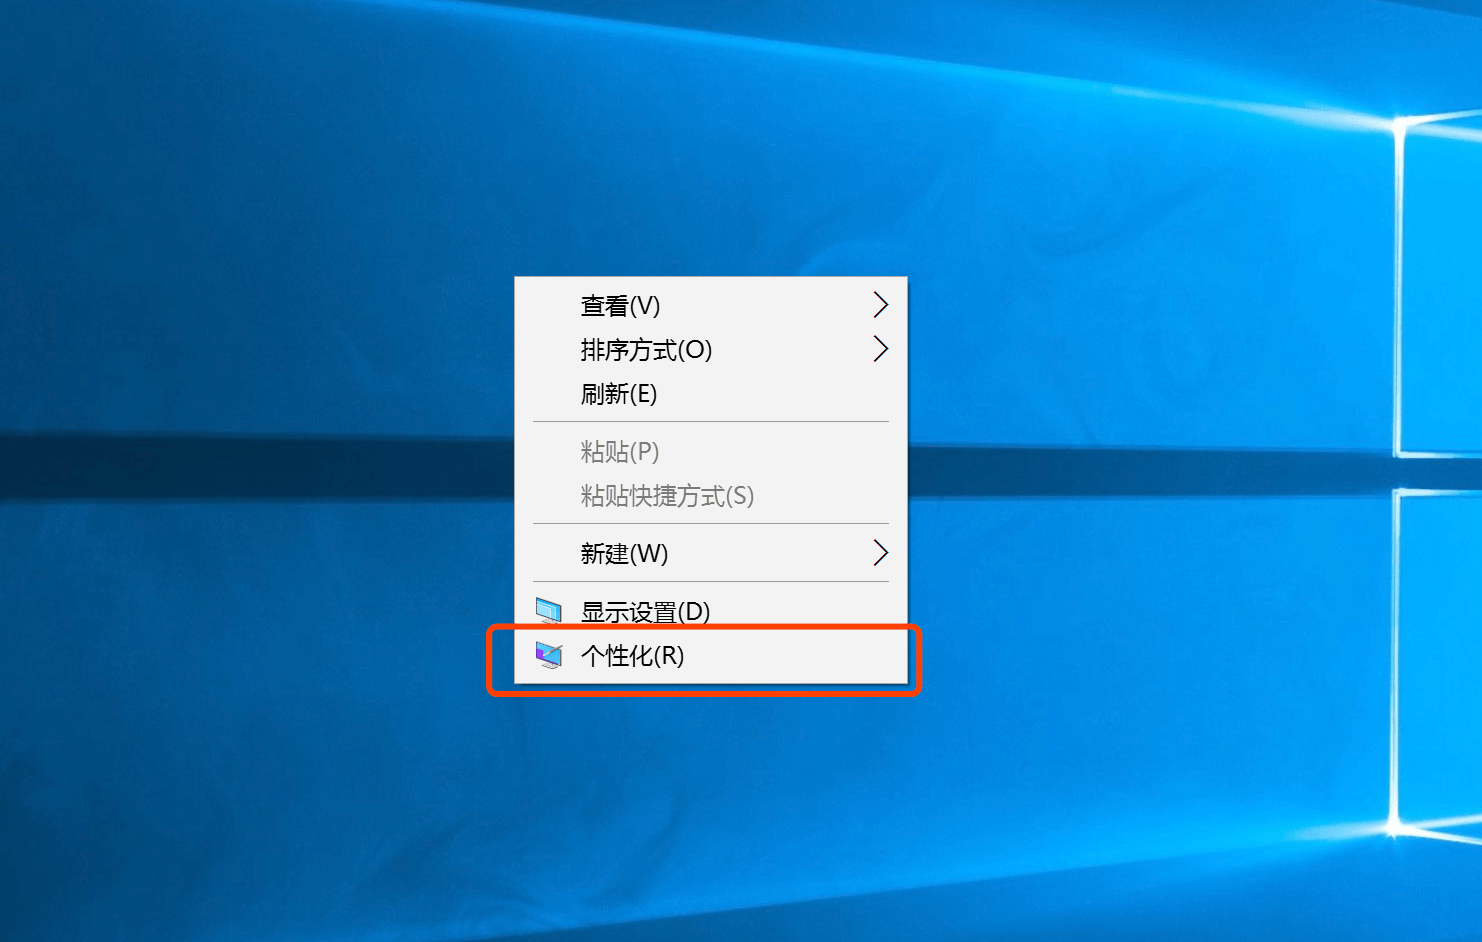 查看(V)
排序方式(O)
刷新(E)
粘贴(P)
粘贴快捷方式(S)
新建(W)
显示设置(D)
个性化(R)